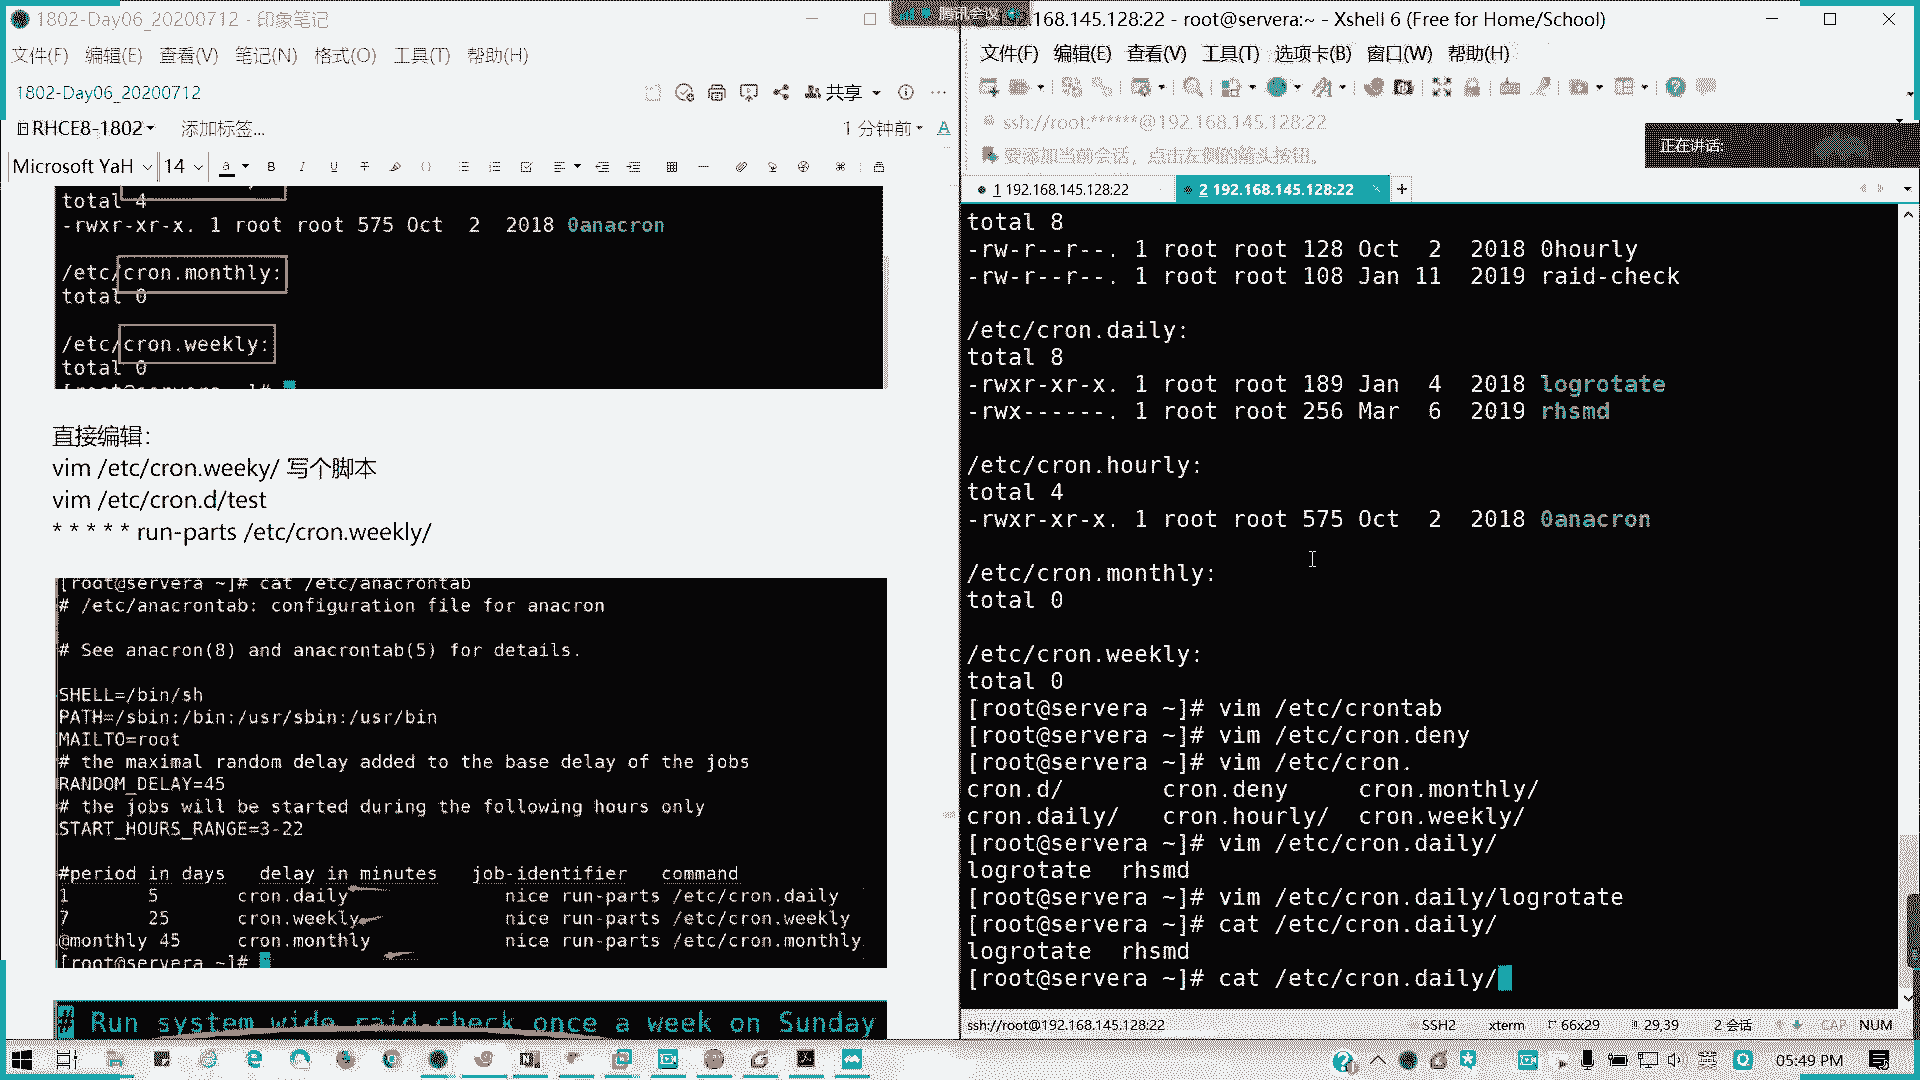 1802-Day06_20200712 - 印象笔记
文件(F) 编辑(E) 查看(V) 笔记(N) 格式(O) 工具(T) 帮助(H)
1802-Day06_20200712
共享
RHCE8-1802 添加标签...
1 分钟前
Microsoft YaH 14
total 4
-rwxr-xr-x. 1 root root 575 Oct  2  2018 0anacron
/etc/cron.monthly:
total 0
/etc/cron.weekly:
total 0
[root@servera ~]#
直接编辑:
vim /etc/cron.weeky/ 写个脚本
vim /etc/cron.d/test
* * * * * run-parts /etc/cron.weekly/
[root@servera ~]# cat /etc/anacrontab
# /etc/anacrontab: configuration file for anacron
# See anacron(8) and anacrontab(5) for details.
SHELL=/bin/sh
PATH=/sbin:/bin:/usr/sbin:/usr/bin
MAILTO=root
# the maximal random delay added to the base delay of the jobs
RANDOM_DELAY=45
# the jobs will be started during the following hours only
START_HOURS_RANGE=3-22
#period in days   delay in minutes   job-identifier   command
1       5       cron.daily              nice run-parts /etc/cron.daily
7       25      cron.weekly             nice run-parts /etc/cron.weekly
@monthly 45     cron.monthly            nice run-parts /etc/cron.monthly
[root@servera ~]#
# Run system wide raid-check once a week on Sunday
腾讯会议
192.168.145.128:22 - root@servera:~ - Xshell 6 (Free for Home/School)
文件(F) 编辑(E) 查看(V) 工具(T) 选项卡(B) 窗口(W) 帮助(H)
ssh://root:******@192.168.145.128:22
要添加当前会话，点击左侧的箭头按钮。
正在讲话:
1 192.168.145.128:22
2 192.168.145.128:22
total 8
-rw-r--r--. 1 root root 128 Oct  2  2018 0hourly
-rw-r--r--. 1 root root 108 Jan 11  2019 raid-check
/etc/cron.daily:
total 8
-rwxr-xr-x. 1 root root 189 Jan  4  2018 logrotate
-rwx------. 1 root root 256 Mar  6  2019 rhsmd
/etc/cron.hourly:
total 4
-rwxr-xr-x. 1 root root 575 Oct  2  2018 0anacron
/etc/cron.monthly:
total 0
/etc/cron.weekly:
total 0
[root@servera ~]# vim /etc/crontab
[root@servera ~]# vim /etc/cron.deny
[root@servera ~]# vim /etc/cron.
cron.d/       cron.deny     cron.monthly/
cron.daily/   cron.hourly/  cron.weekly/
[root@servera ~]# vim /etc/cron.daily/
logrotate  rhsmd
[root@servera ~]# vim /etc/cron.daily/logrotate
[root@servera ~]# cat /etc/cron.daily/
logrotate  rhsmd
[root@servera ~]# cat /etc/cron.daily/
ssh://root@192.168.145.128:22 SSH2 xterm 66x29 29,39 2 会话 CAP NUM
05:49 PM